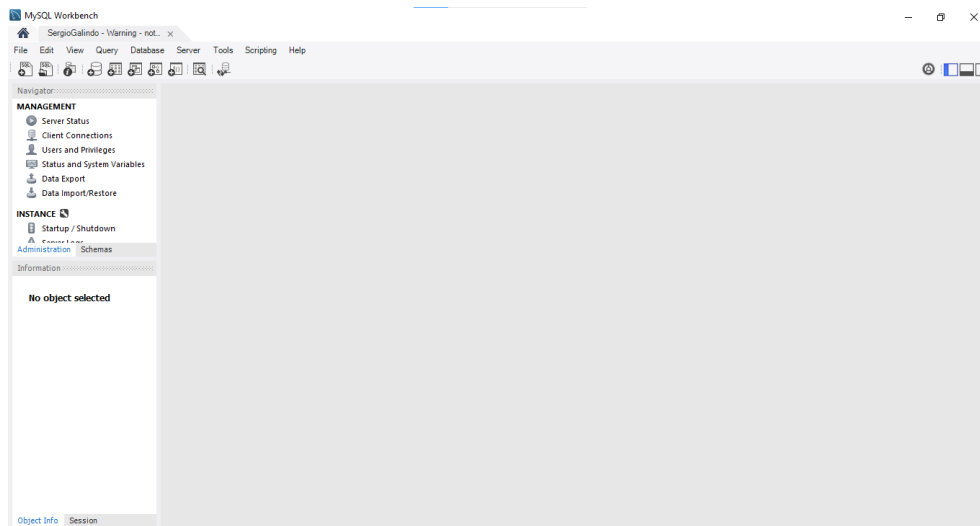 MySQL Workbench
SergioGalindo - Warning - not...
File Edit View Query Database Server Tools Scripting Help
Navigator
MANAGEMENT
Server Status
Client Connections
Users and Privileges
Status and System Variables
Data Export
Data Import/Restore
INSTANCE
Startup / Shutdown
Server Logs
Administration Schemas
Information
No object selected
Object Info Session